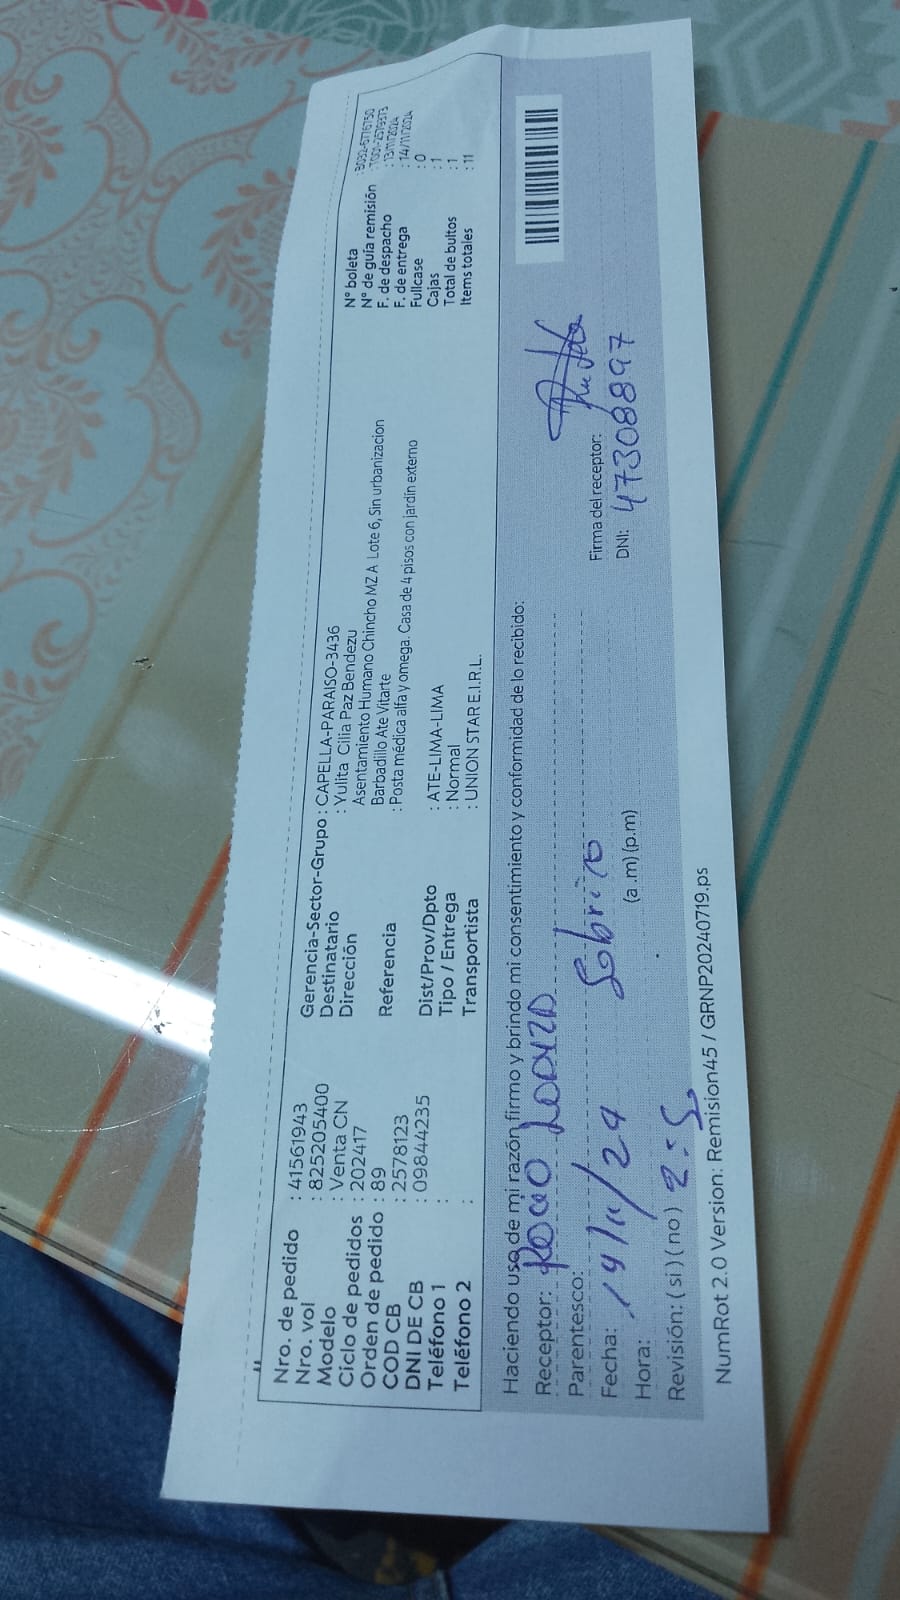 Nro. de pedido : 41561943
Nro. vol : 825205400
Modelo : Venta CN
Ciclo de pedidos : 202417
Orden de pedido : 89
COD CB : 2578123
DNI DE CB : 09844235
Teléfono 1 :
Teléfono 2 :
Gerencia-Sector-Grupo : CAPELLA-PARAISO-3436
Destinatario : Yulita Cilia Paz Bendezu
Dirección Asentamiento Humano Chincho MZ A Lote 6, Sin urbanizacion
Barbadillo Ate Vitarte
Referencia : Posta médica alfa y omega. Casa de 4 pisos con jardín externo
Dist/Prov/Dpto : ATE-LIMA-LIMA
Tipo / Entrega : Normal
Transportista : UNION STAR E.I.R.L.
N° boleta
N° de guía remisión
F. de despacho : 13/11/2024
F. de entrega : 14/11/2024
Fullcase : 0
Cajas : 1
Total de bultos : 1
Items totales : 11
Haciendo uso de mi razón firmo y brindo mi consentimiento y conformidad de lo recibido:
Receptor:
Parentesco: Sobrino
Fecha: 14/11/24
Hora: (a.m) (p.m)
Revisión: ( si ) ( no ) 2:5
Firma del receptor:
DNI: 47308897
NumRot 2.0 Version: Remision45 / GRNP20240719.ps